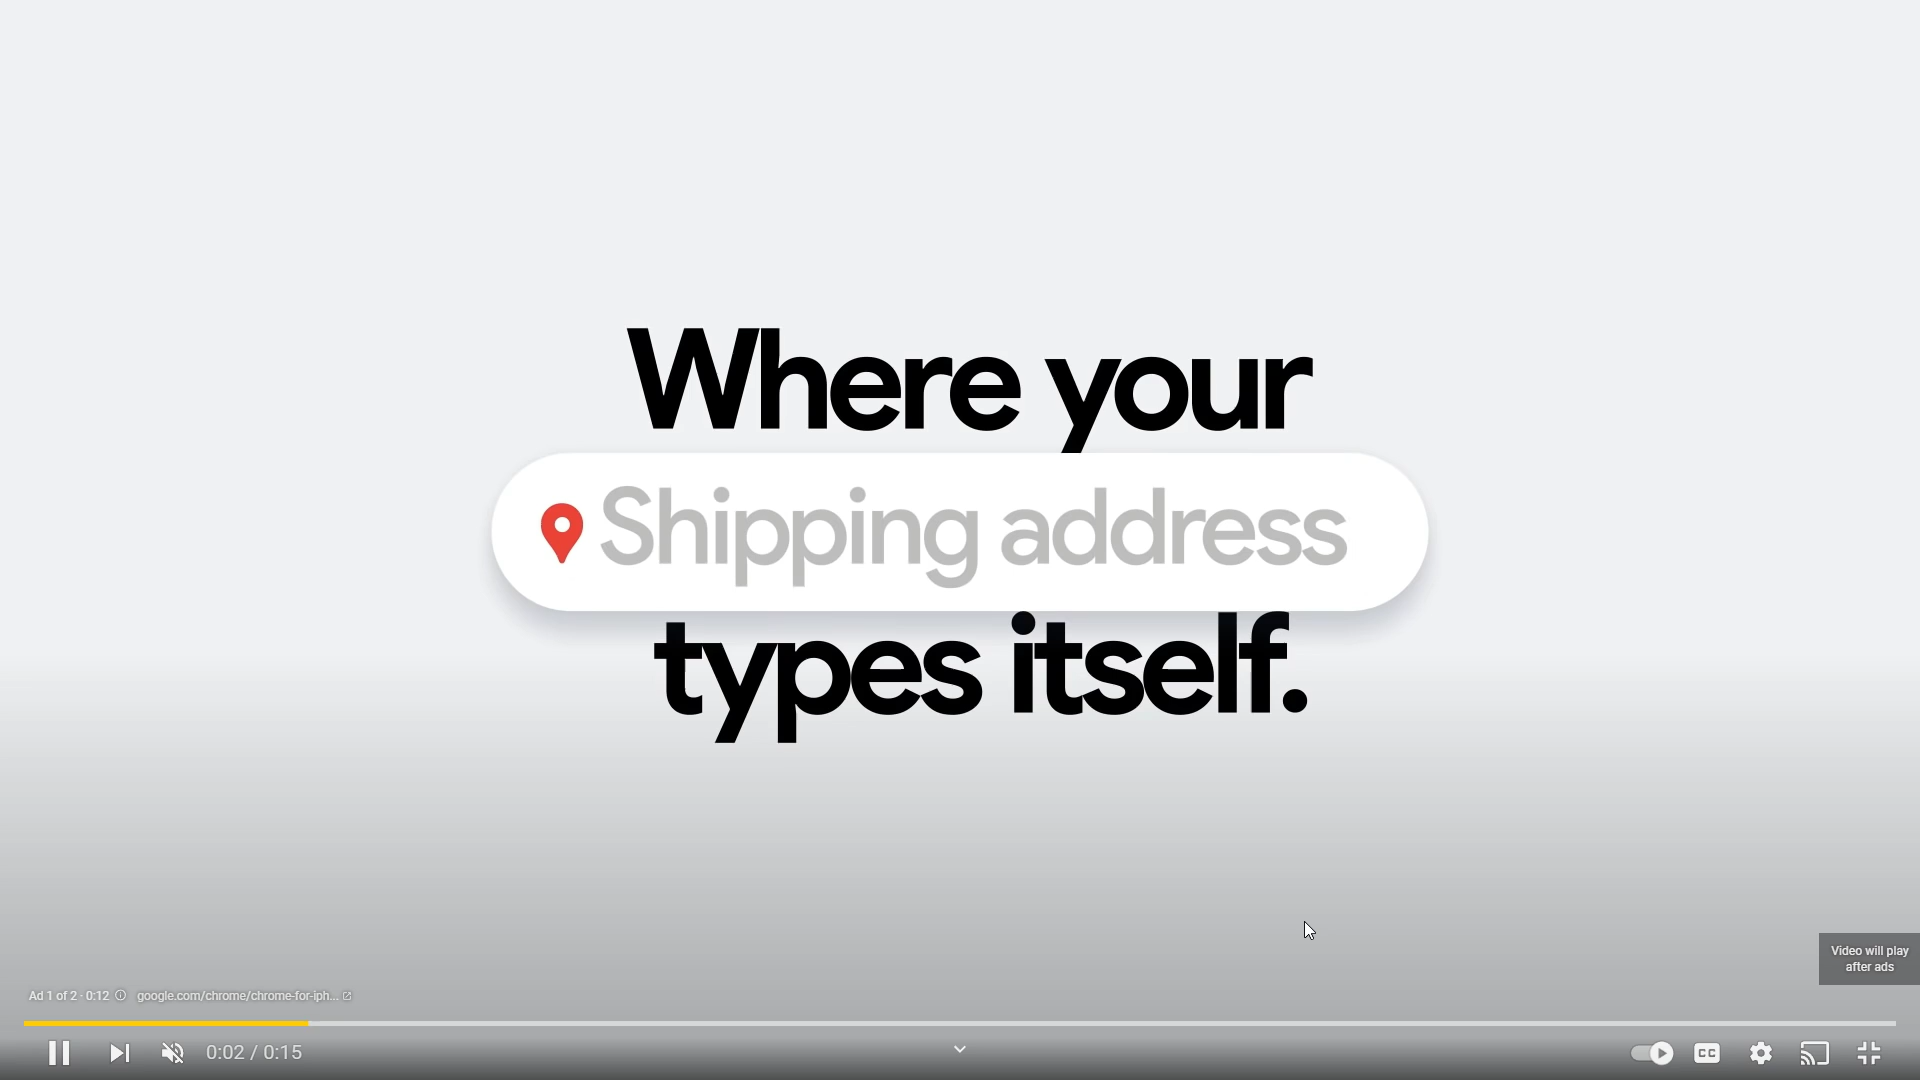 Where your
Shipping address
types itself.
Video will play
after ads
Ad 1 of 2 · 0:12 google.com/chrome/chrome-for-iph...
0:02 / 0:15
CC